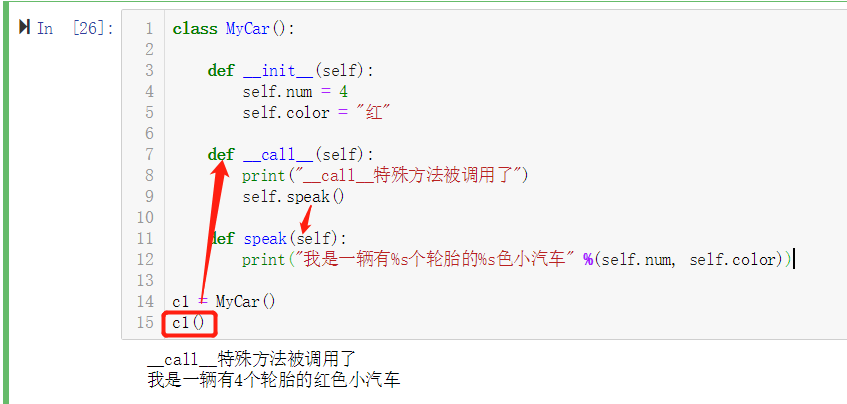 In [26]:
1 class MyCar():
2
3 def __init__(self):
4 self.num = 4
5 self.color = "红"
6
7 def __call__(self):
8 print("__call__特殊方法被调用了")
9 self.speak()
10
11 def speak(self):
12 print("我是一辆有%s个轮胎的%s色小汽车" %(self.num, self.color))
13
14 c1 = MyCar()
15 c1()
__call__特殊方法被调用了
我是一辆有4个轮胎的红色小汽车